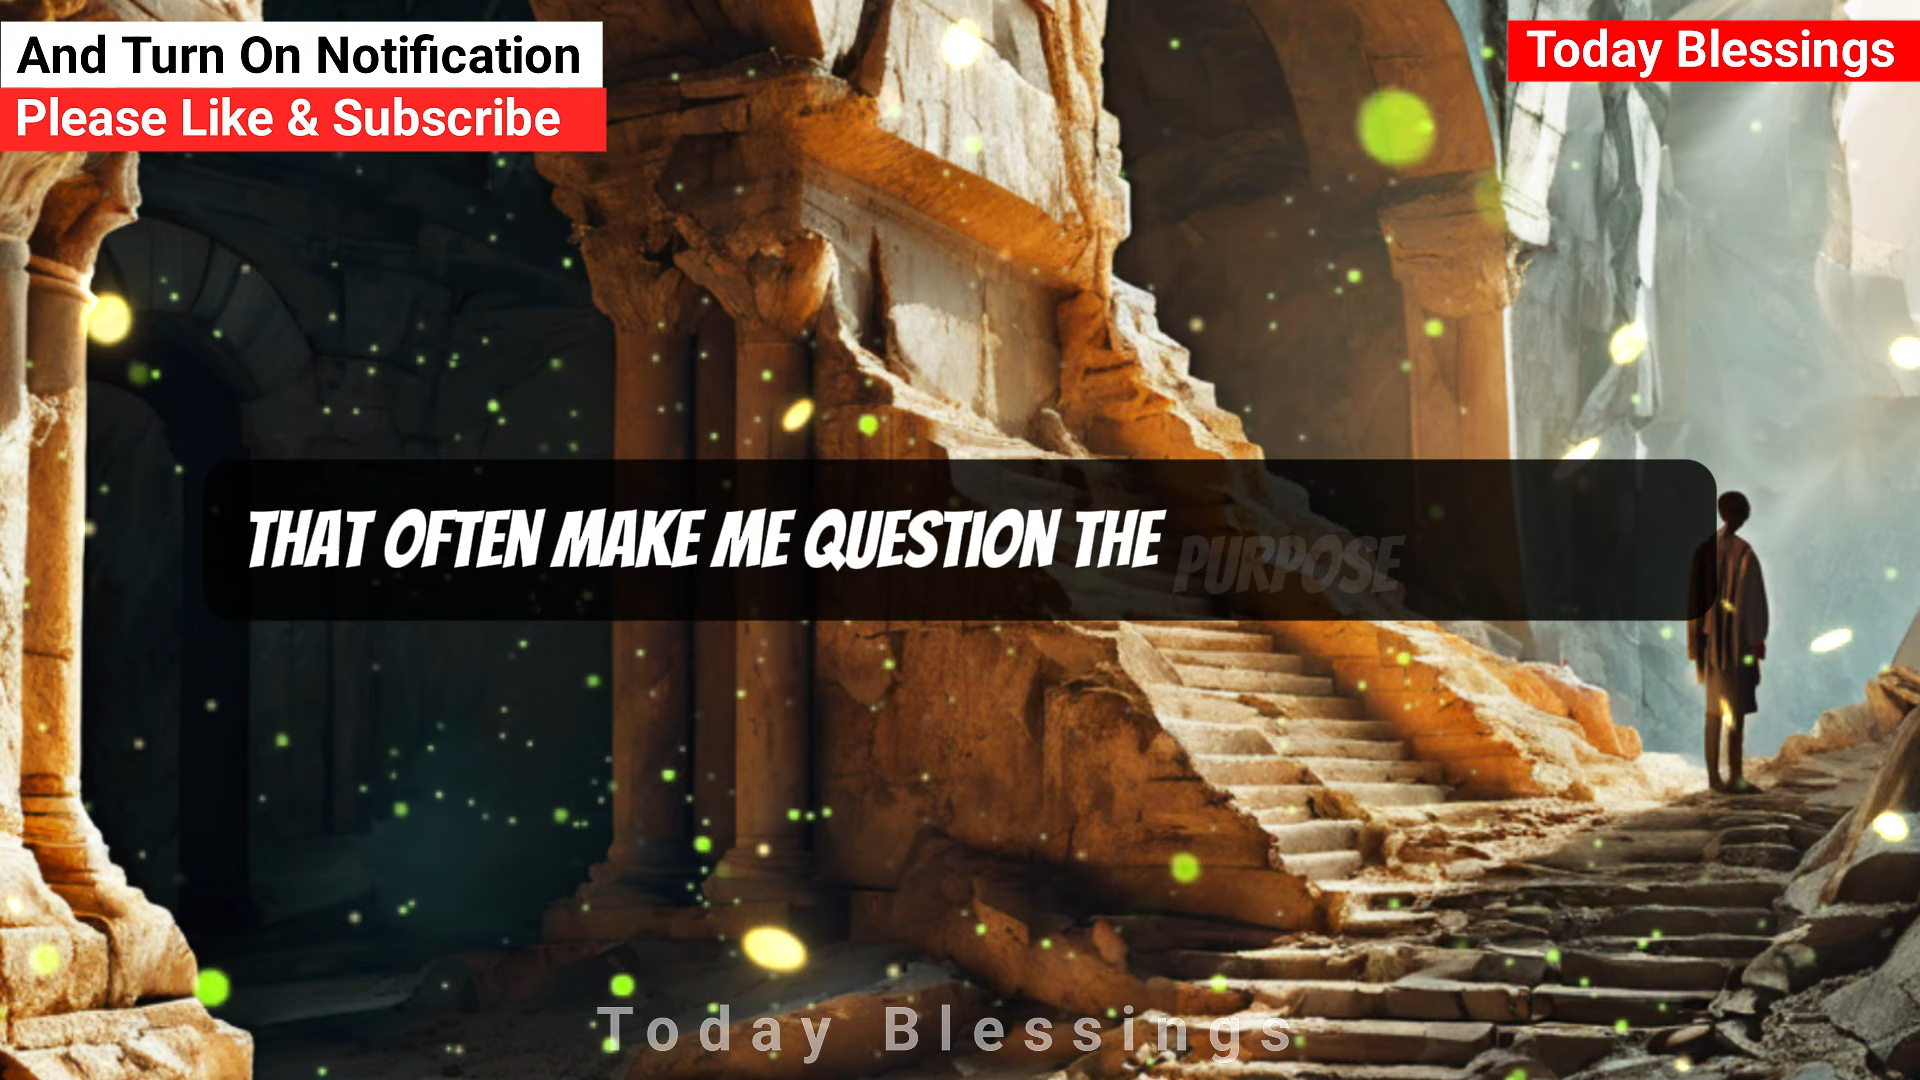 And Turn On Notification
Please Like & Subscribe
Today Blessings
THAT OFTEN MAKE ME QUESTION THE PURPOSE
Today Blessings